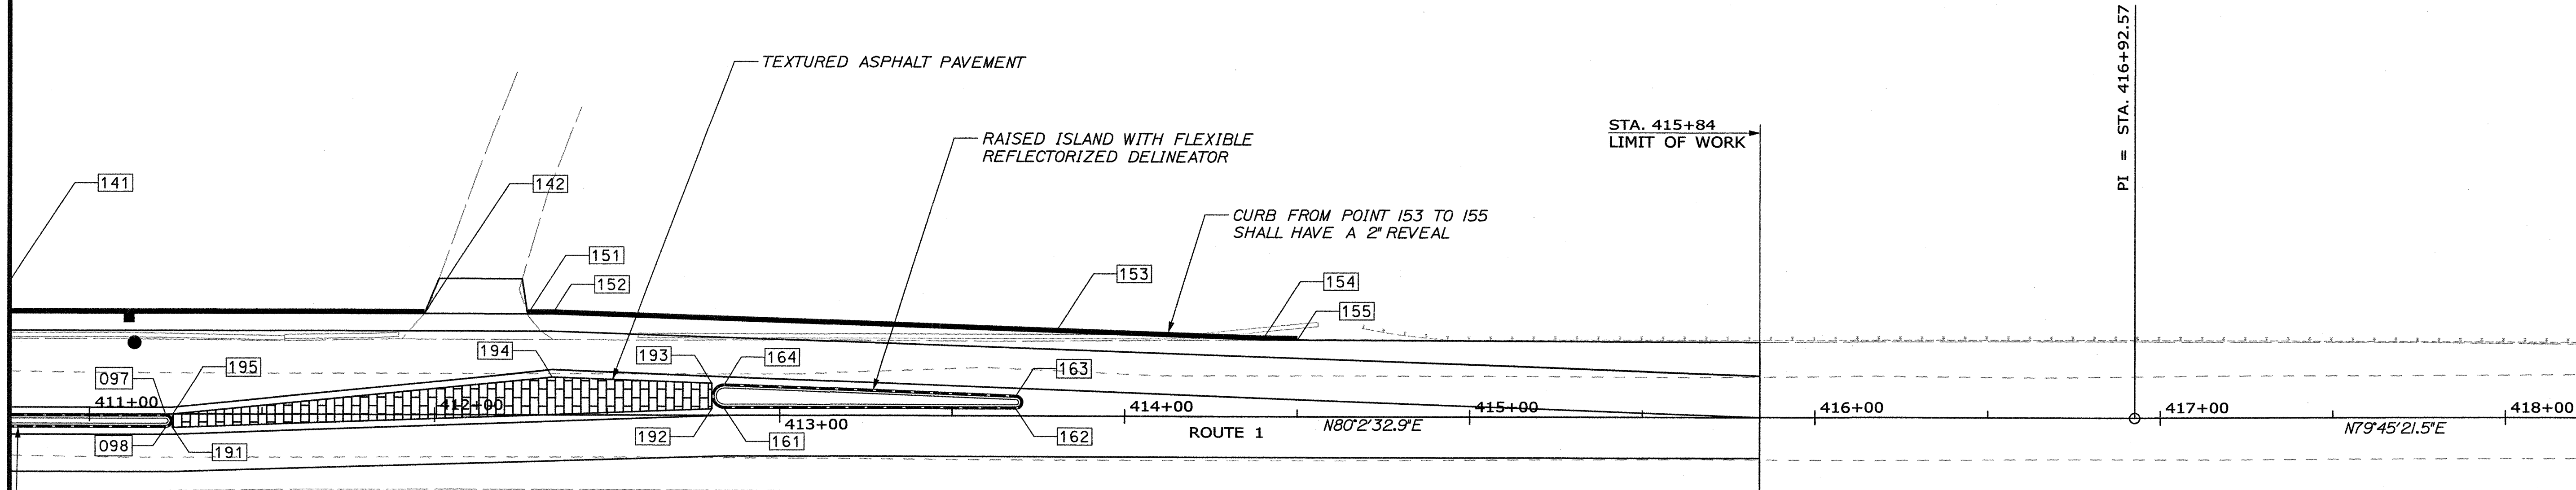 TEXTURED ASPHALT PAVEMENT
RAISED ISLAND WITH FLEXIBLE
REFLECTORIZED DELINEATOR
STA. 415+84
LIMIT OF WORK
PI = STA. 416+92.57
141
142
CURB FROM POINT 153 TO 155
SHALL HAVE A 2" REVEAL
151
152
153
154
155
194
193
164
163
097
195
411+00
412+00
413+00
414+00
415+00
416+00
417+00
418+00
098
191
192
161
162
ROUTE 1
N80°2'32.9"E
N79°45'21.5"E